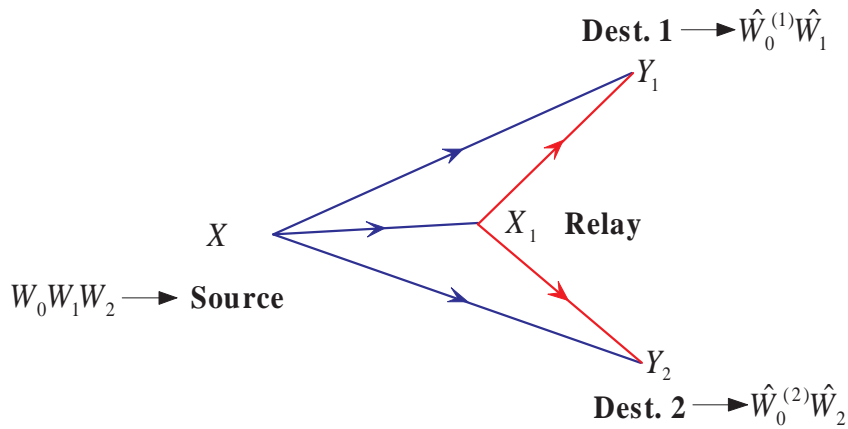 Dest. 1 → Ŵ₀⁽¹⁾Ŵ₁
Y₁
X X₁ Relay
W₀W₁W₂ → Source
Y₂
Dest. 2 → Ŵ₀⁽²⁾Ŵ₂